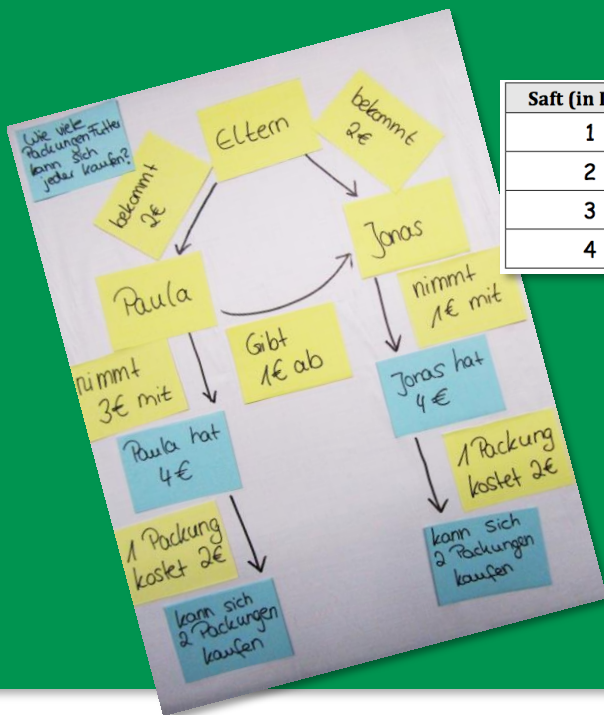 Wie viele
Packungen Futter
kann sich
jeder kaufen?
Eltern
bekommt
2€
bekommt
2€
Paula
Jonas
Gibt
1€ ab
nimmt
3€ mit
nimmt
1€ mit
Paula hat
4€
Jonas hat
4€
1 Packung
kostet 2€
1 Packung
kostet 2€
kann sich
2 Packungen
kaufen
kann sich
2 Packungen
kaufen
Saft (in
1
2
3
4